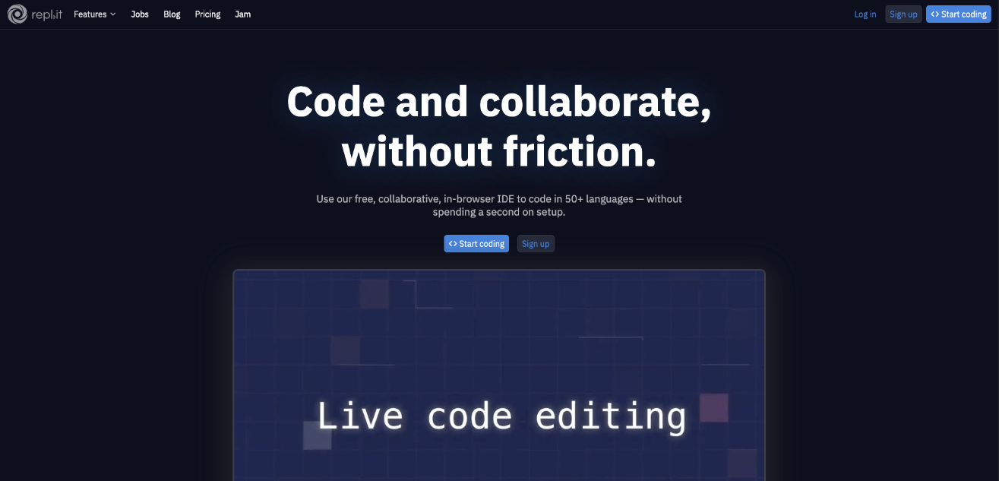 repl.it Features Jobs Blog Pricing Jam Log in Sign up <> Start coding
Code and collaborate,
without friction.
Use our free, collaborative, in-browser IDE to code in 50+ languages — without
spending a second on setup.
<> Start coding Sign up
Live code editing